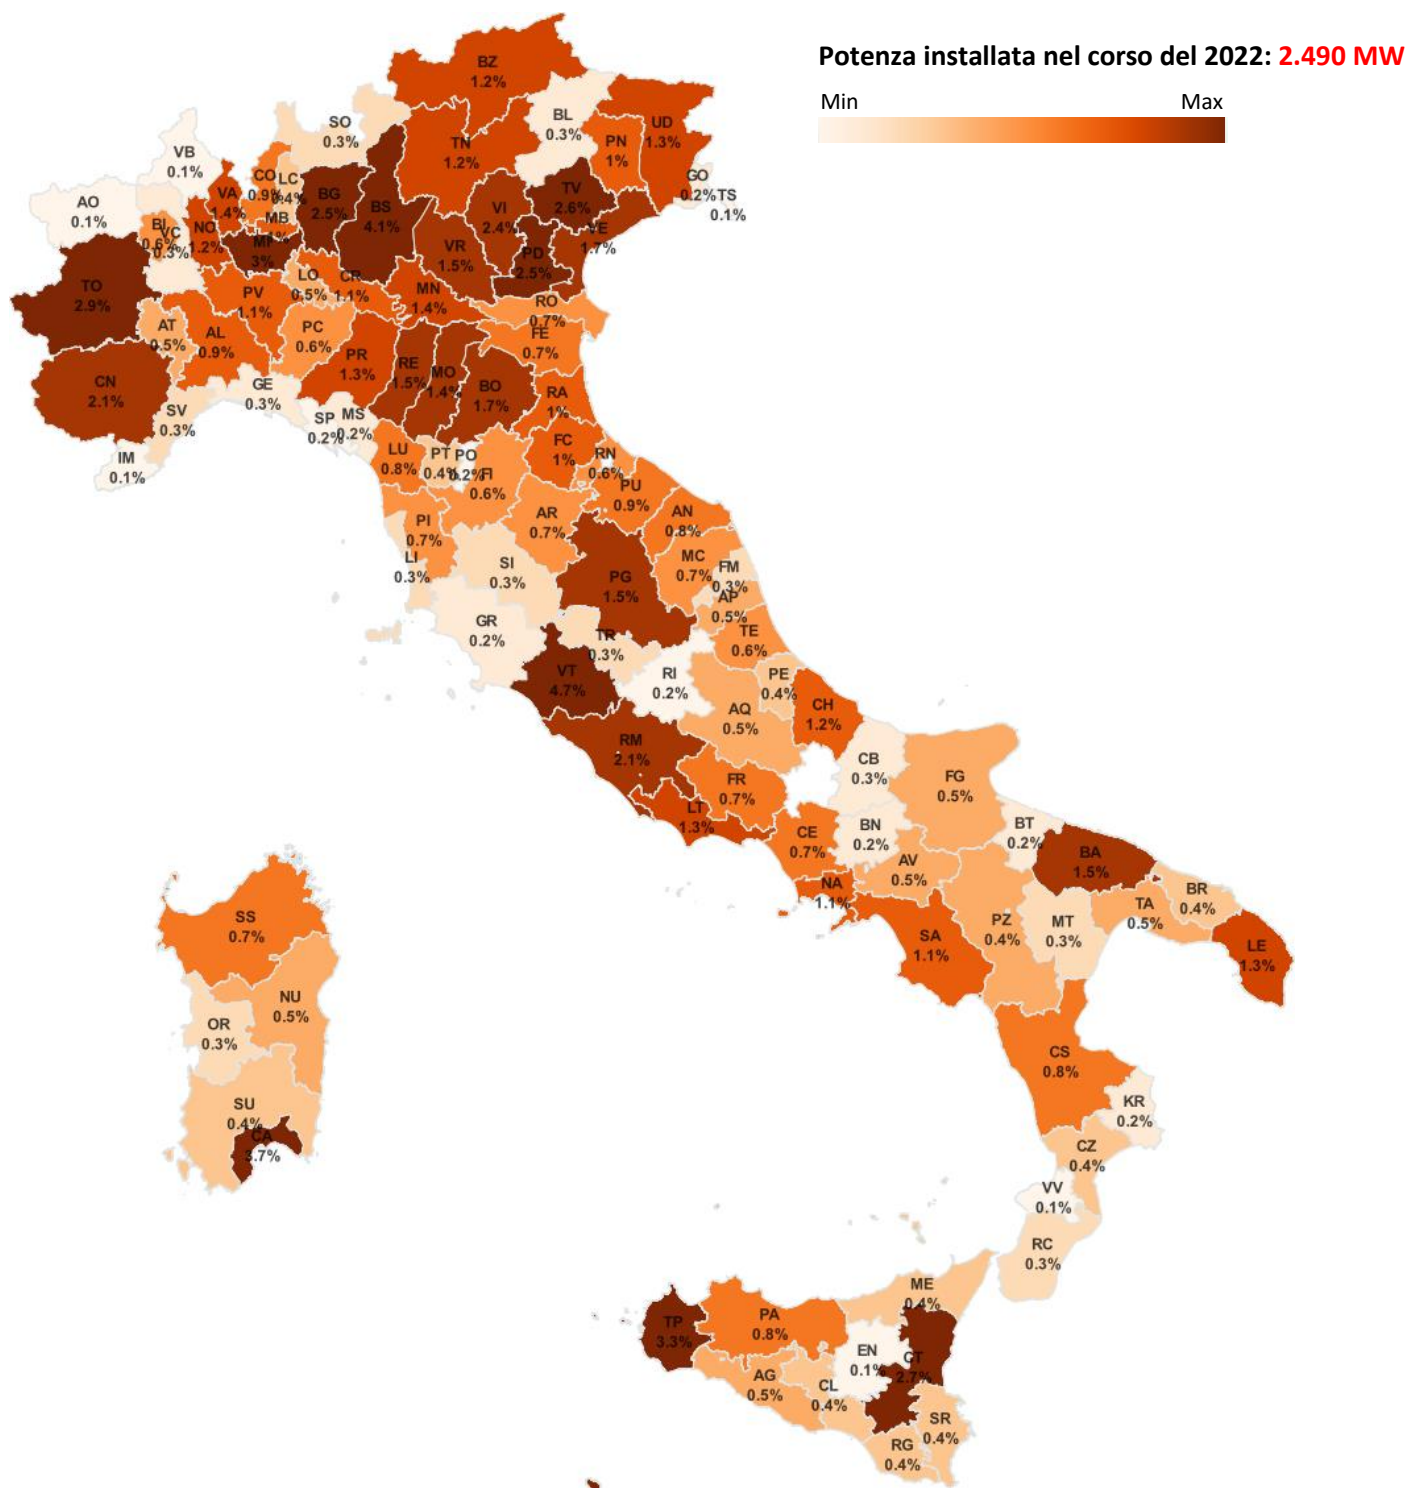 Potenza installata nel corso del 2022: 2.490 MW
Min Max
BZ
1.2%
BL
0.3%
UD
1.3%
PN
1%
SO
0.3%
TN
1.2%
VB
0.1%
GO
0.2%
TS
0.1%
AO
0.1%
VA
1.4%
CO
0.9%
LC
0.4%
BG
2.5%
BS
4.1%
VI
2.4%
TV
2.6%
VE
1.7%
BI
0.6%
VC
0.3%
NO
1.2%
MB
MI
3%
VR
1.5%
PD
2.5%
TO
2.9%
PV
1.1%
LO
0.5%
CR
1.1%
MN
1.4%
RO
0.7%
AT
0.5%
AL
0.9%
PC
0.6%
FE
0.7%
PR
1.3%
RE
1.5%
MO
1.4%
BO
1.7%
RA
1%
CN
2.1%
GE
0.3%
SV
0.3%
SP
0.2%
MS
0.2%
IM
0.1%
LU
0.8%
PT
0.4%
PO
0.2%
FI
0.6%
FC
1%
RN
0.6%
PU
0.9%
AN
0.8%
PI
0.7%
AR
0.7%
LI
0.3%
SI
0.3%
PG
1.5%
MC
0.7%
FM
0.3%
AP
0.5%
GR
0.2%
TR
0.3%
TE
0.6%
VT
4.7%
RI
0.2%
PE
0.4%
AQ
0.5%
CH
1.2%
RM
2.1%
FR
0.7%
LT
1.3%
CB
0.3%
FG
0.5%
CE
0.7%
BN
0.2%
BT
0.2%
BA
1.5%
AV
0.5%
NA
1.1%
BR
0.4%
TA
0.5%
SA
1.1%
PZ
0.4%
MT
0.3%
LE
1.3%
SS
0.7%
NU
0.5%
OR
0.3%
CS
0.8%
SU
0.4%
CA
3.7%
KR
0.2%
CZ
0.4%
VV
0.1%
RC
0.3%
ME
0.4%
TP
3.3%
PA
0.8%
EN
0.1%
CT
2.7%
AG
0.5%
CL
0.4%
SR
0.4%
RG
0.4%